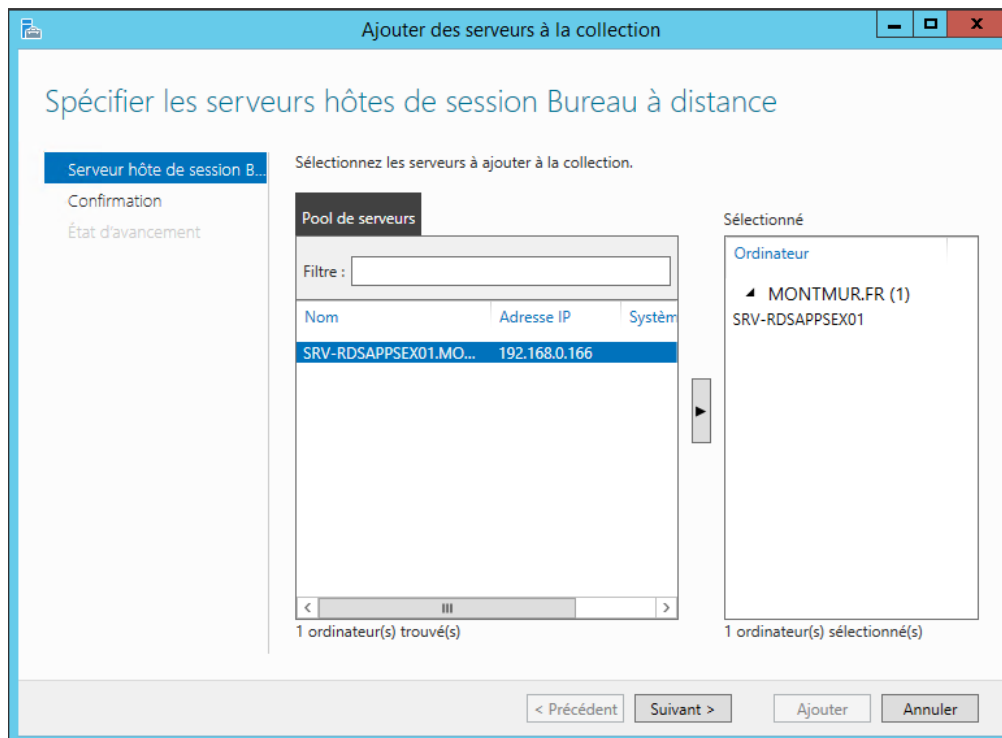 Ajouter des serveurs à la collection
Spécifier les serveurs hôtes de session Bureau à distance
Serveur hôte de session B...
Confirmation
État d'avancement
Sélectionnez les serveurs à ajouter à la collection.
Pool de serveurs
Filtre :
Nom Adresse IP Systèm
SRV-RDSAPPSEX01.MO... 192.168.0.166
1 ordinateur(s) trouvé(s)
Sélectionné
Ordinateur
MONTMUR.FR (1)
SRV-RDSAPPSEX01
1 ordinateur(s) sélectionné(s)
< Précédent Suivant > Ajouter Annuler